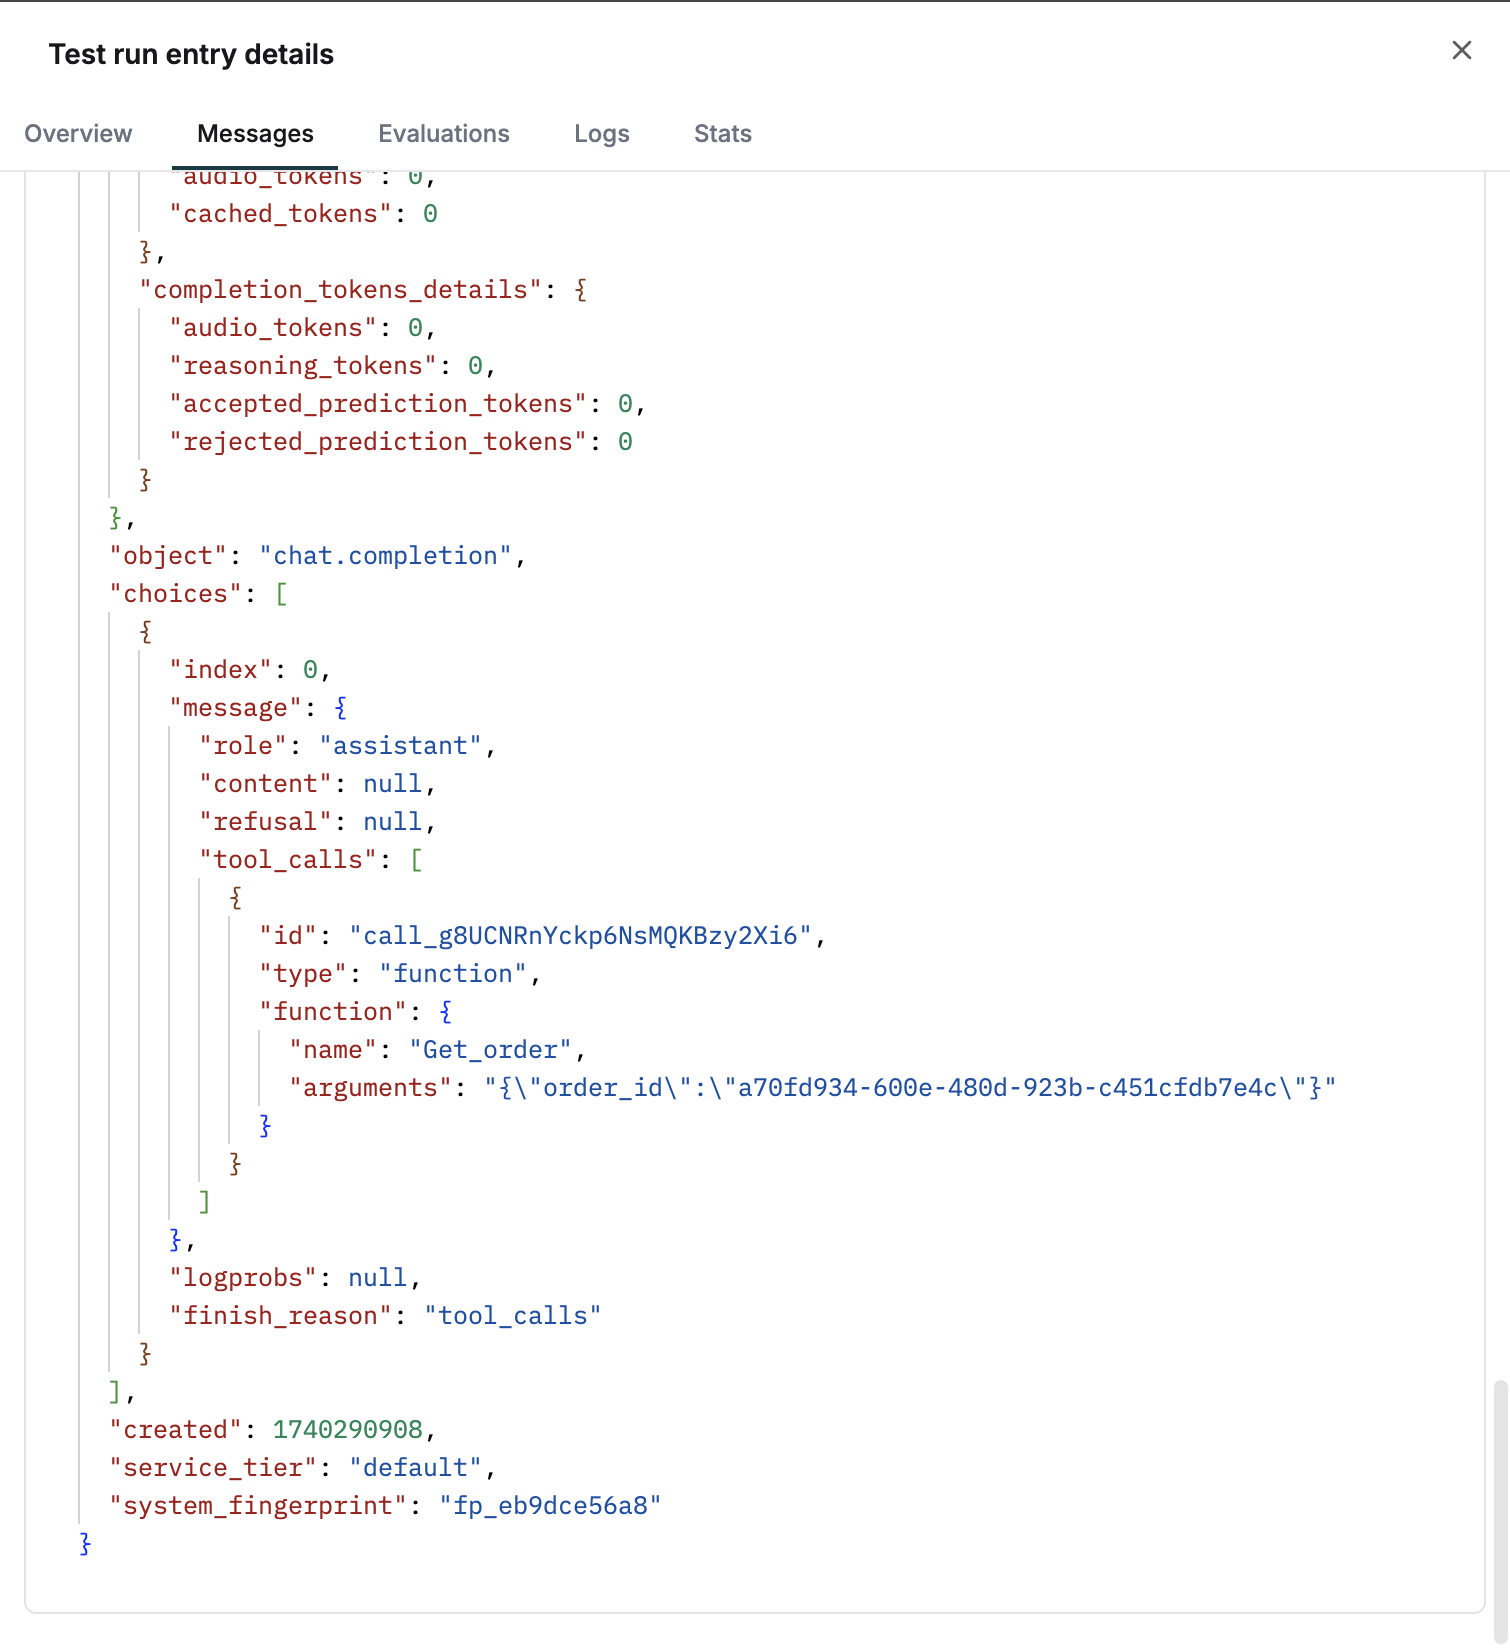 Test run entry details
Overview Messages Evaluations Logs Stats
"audio_tokens": 0,
"cached_tokens": 0
},
"completion_tokens_details": {
"audio_tokens": 0,
"reasoning_tokens": 0,
"accepted_prediction_tokens": 0,
"rejected_prediction_tokens": 0
}
},
"object": "chat.completion",
"choices": [
{
"index": 0,
"message": {
"role": "assistant",
"content": null,
"refusal": null,
"tool_calls": [
{
"id": "call_g8UCNRnYckp6NsMQKBzy2Xi6",
"type": "function",
"function": {
"name": "Get_order",
"arguments": "{\"order_id\":\"a70fd934-600e-480d-923b-c451cfdb7e4c\"}"
}
}
]
},
"logprobs": null,
"finish_reason": "tool_calls"
}
],
"created": 1740290908,
"service_tier": "default",
"system_fingerprint": "fp_eb9dce56a8"
}